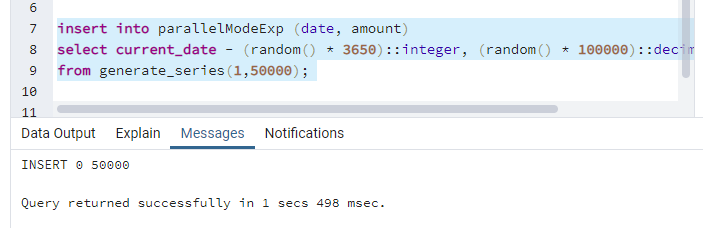 6
7 insert into parallelModeExp (date, amount)
8 select current_date - (random() * 3650)::integer, (random() * 100000)::decim
9 from generate_series(1,50000);
10
11
Data Output Explain Messages Notifications
INSERT 0 50000
Query returned successfully in 1 secs 498 msec.